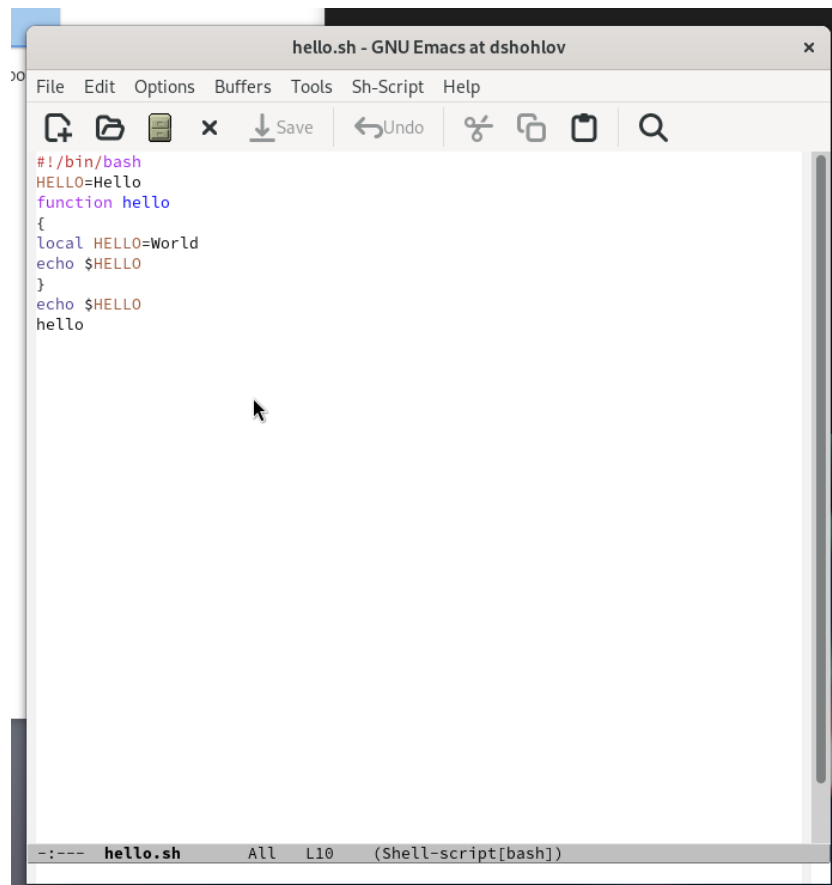 hello.sh - GNU Emacs at dshohlov
File Edit Options Buffers Tools Sh-Script Help
Save Undo
#!/bin/bash
HELLO=Hello
function hello
{
local HELLO=World
echo $HELLO
}
echo $HELLO
hello
-:--- hello.sh All L10 (Shell-script[bash])